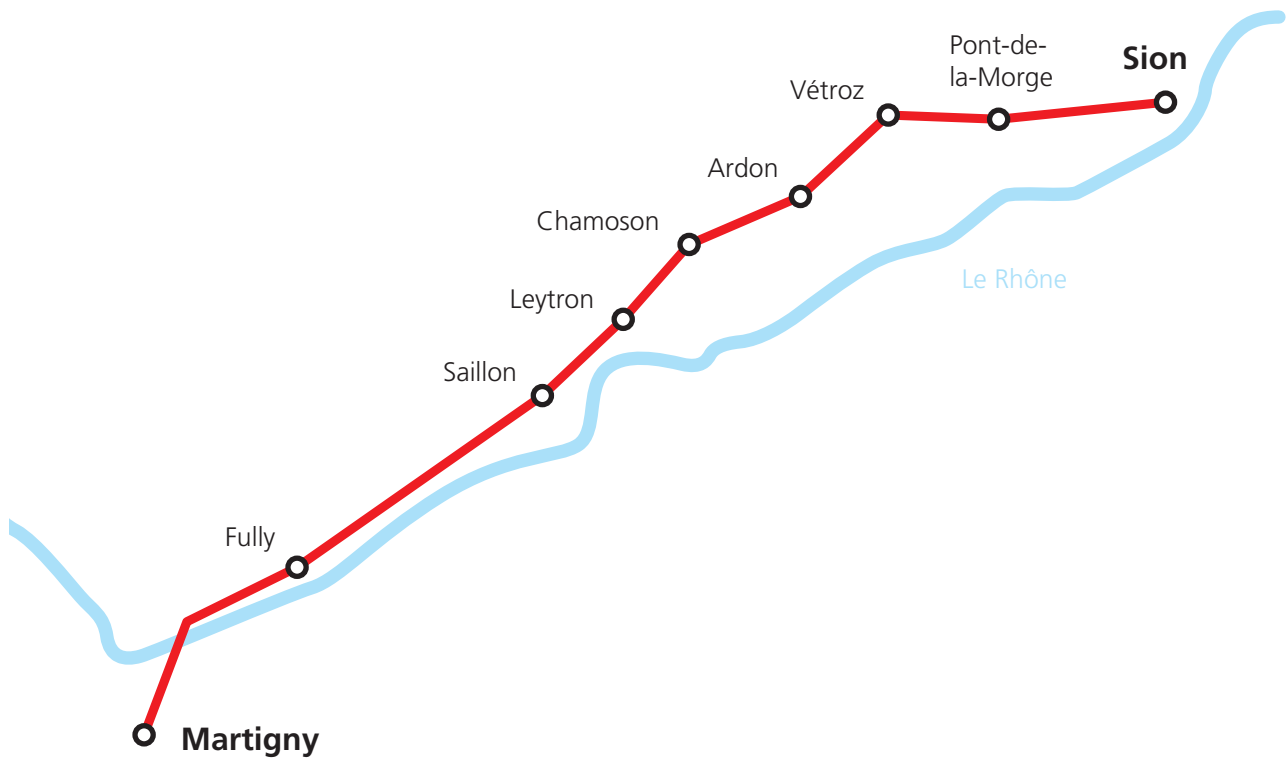 Pont-de-
la-Morge
Sion
Vétroz
Ardon
Chamoson
Le Rhône
Leytron
Saillon
Fully
Martigny